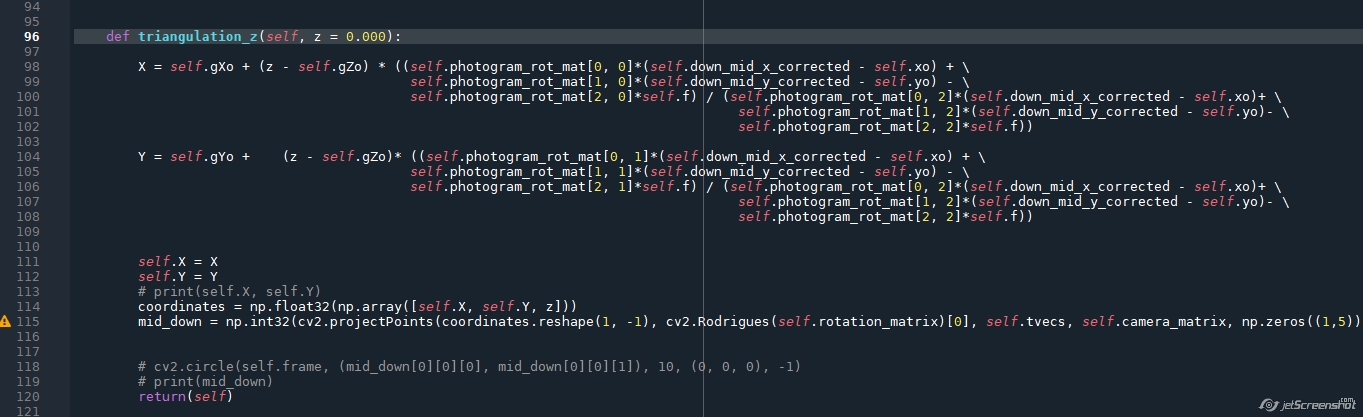 94
95
96 def triangulation_z(self, z = 0.000):
97
98 X = self.gXo + (z - self.gZo) * ((self.photogram_rot_mat[0, 0]*(self.down_mid_x_corrected - self.xo) + \
99 self.photogram_rot_mat[1, 0]*(self.down_mid_y_corrected - self.yo) - \
100 self.photogram_rot_mat[2, 0]*self.f) / (self.photogram_rot_mat[0, 2]*(self.down_mid_x_corrected - self.xo)+ \
101 self.photogram_rot_mat[1, 2]*(self.down_mid_y_corrected - self.yo)- \
102 self.photogram_rot_mat[2, 2]*self.f))
103
104 Y = self.gYo + (z - self.gZo)* ((self.photogram_rot_mat[0, 1]*(self.down_mid_x_corrected - self.xo) + \
105 self.photogram_rot_mat[1, 1]*(self.down_mid_y_corrected - self.yo) - \
106 self.photogram_rot_mat[2, 1]*self.f) / (self.photogram_rot_mat[0, 2]*(self.down_mid_x_corrected - self.xo)+ \
107 self.photogram_rot_mat[1, 2]*(self.down_mid_y_corrected - self.yo)- \
108 self.photogram_rot_mat[2, 2]*self.f))
109
110
111 self.X = X
112 self.Y = Y
113 # print(self.X, self.Y)
114 coordinates = np.float32(np.array([self.X, self.Y, z]))
115 mid_down = np.int32(cv2.projectPoints(coordinates.reshape(1, -1), cv2.Rodrigues(self.rotation_matrix)[0], self.tvecs, self.camera_matrix, np.zeros((1,5))
116
117
118 # cv2.circle(self.frame, (mid_down[0][0][0], mid_down[0][0][1]), 10, (0, 0, 0), -1)
119 # print(mid_down)
120 return(self)
121
jetScreenshot.com